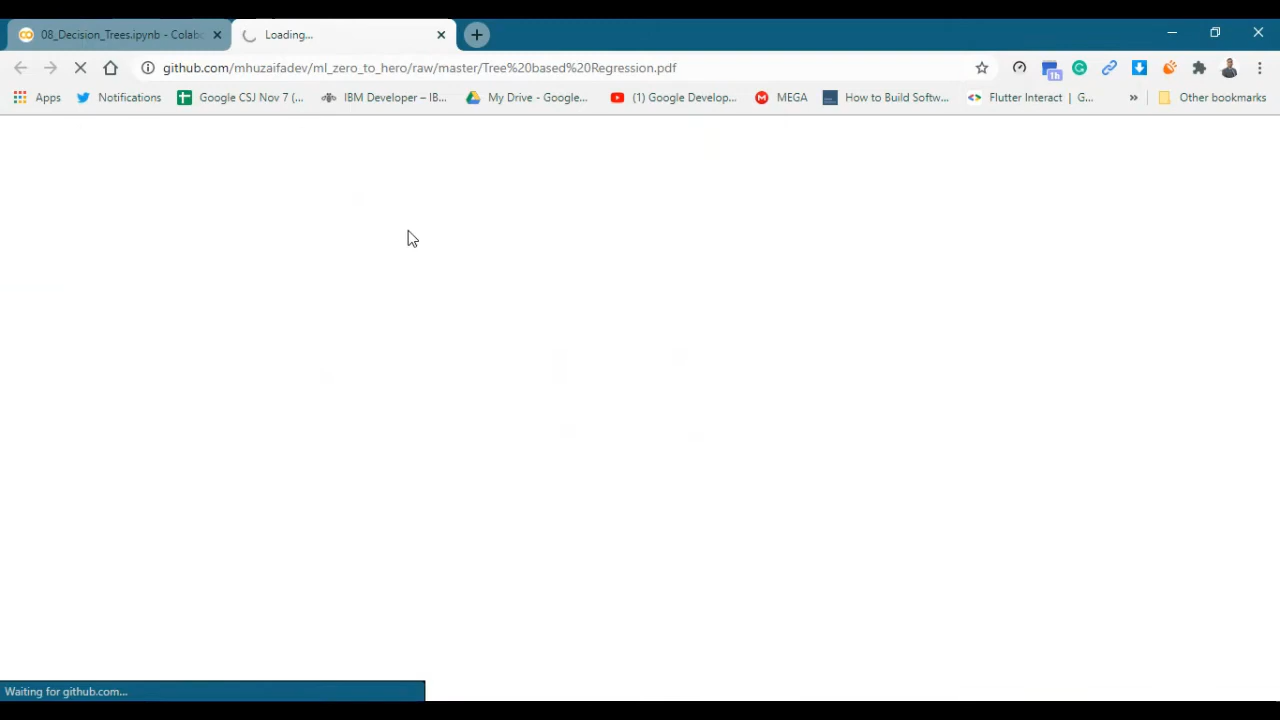 08_Decision_Trees.ipynb - Colab
Loading...
github.com/mhuzaifadev/ml_zero_to_hero/raw/master/Tree%20based%20Regression.pdf
1h
Apps
Notifications
Google CSJ Nov 7 (...
IBM Developer – IB...
My Drive - Google...
(1) Google Develop...
MEGA
How to Build Softw...
Flutter Interact | G...
»
Other bookmarks
Waiting for github.com...